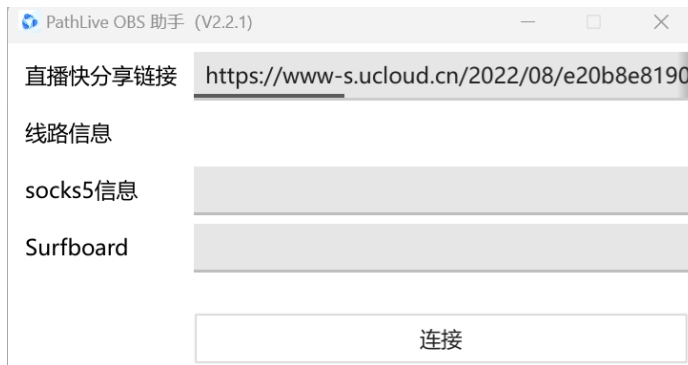 PathLive OBS 助手 (V2.2.1)
直播快分享链接 https://www-s.ucloud.cn/2022/08/e20b8e8190
线路信息
socks5信息
Surfboard
连接